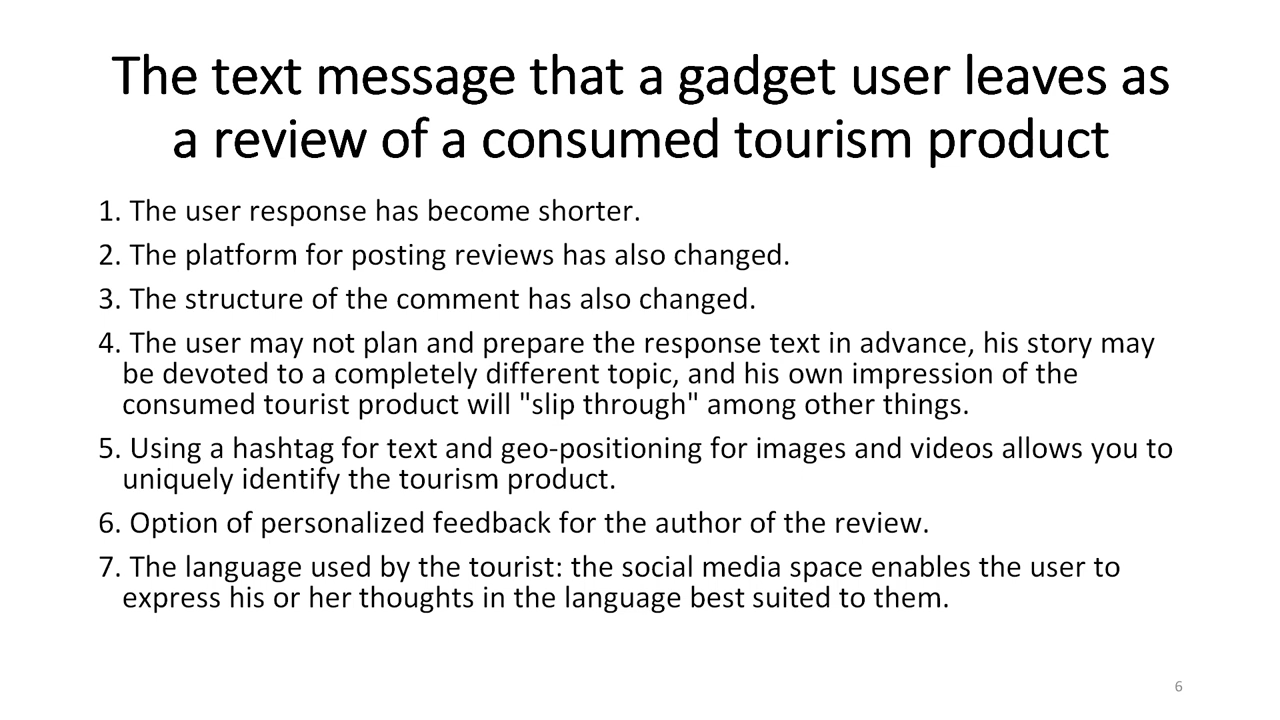 The text message that a gadget user leaves as
a review of a consumed tourism product
1. The user response has become shorter.
2. The platform for posting reviews has also changed.
3. The structure of the comment has also changed.
4. The user may not plan and prepare the response text in advance, his story may
be devoted to a completely different topic, and his own impression of the
consumed tourist product will "slip through" among other things.
5. Using a hashtag for text and geo-positioning for images and videos allows you to
uniquely identify the tourism product.
6. Option of personalized feedback for the author of the review.
7. The language used by the tourist: the social media space enables the user to
express his or her thoughts in the language best suited to them.
6